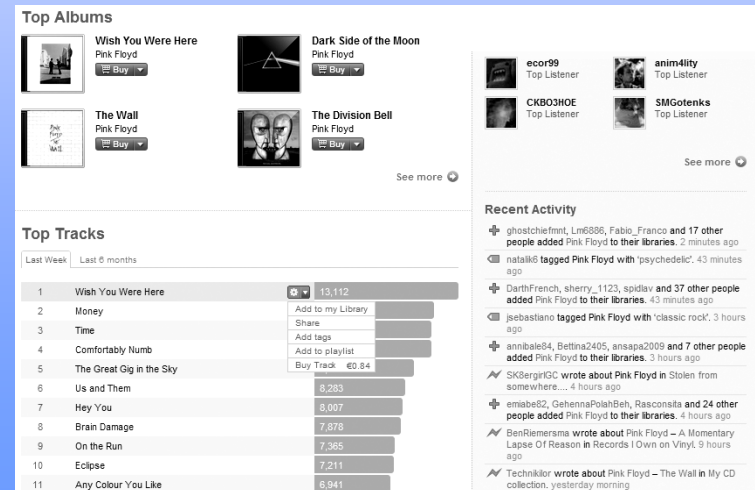 Top Albums
Wish You Were Here
Pink Floyd
Buy
Dark Side of the Moon
Pink Floyd
Buy
The Wall
Pink Floyd
Buy
The Division Bell
Pink Floyd
Buy
See more
Top Tracks
Last Week Last 6 months
1 Wish You Were Here 13,112
2 Money
3 Time
4 Comfortably Numb
5 The Great Gig in the Sky
6 Us and Them 8,283
7 Hey You 8,007
8 Brain Damage 7,878
9 On the Run 7,365
10 Eclipse 7,211
11 Any Colour You Like 6,941
Add to my Library
Share
Add tags
Add to playlist
Buy Track €0.84
ecor99
Top Listener
anim4lity
Top Listener
CKBO3HOE
Top Listener
SMGotenks
Top Listener
See more
Recent Activity
ghostchiefmnt, Lm6886, Fabio_Franco and 17 other
people added Pink Floyd to their libraries. 2 minutes ago
natalik6 tagged Pink Floyd with 'psychedelic'. 43 minutes
ago
DarthFrench, sherry_1123, spidlav and 37 other people
added Pink Floyd to their libraries. 43 minutes ago
jsebastiano tagged Pink Floyd with 'classic rock'. 3 hours
ago
annibale84, Bettina2405, ansapa2009 and 7 other people
added Pink Floyd to their libraries. 3 hours ago
SK8ergirlGC wrote about Pink Floyd in Stolen from
somewhere.... 4 hours ago
emiabe82, GehennaPolahBeh, Rasconsita and 24 other
people added Pink Floyd to their libraries. 4 hours ago
BenRiemersma wrote about Pink Floyd – A Momentary
Lapse Of Reason in Records I Own on Vinyl. 9 hours
ago
Technikilor wrote about Pink Floyd – The Wall in My CD
collection. yesterday morning